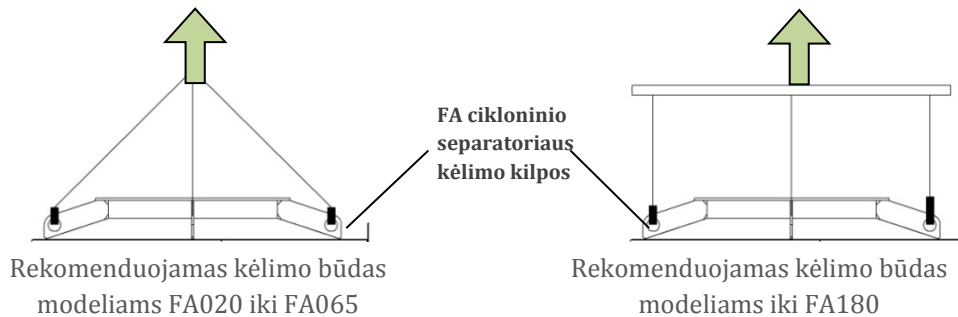 FA cikloninio
separatoriaus
kėlimo kilpos
Rekomenduojamas kėlimo būdas
modeliams FA020 iki FA065
Rekomenduojamas kėlimo būdas
modeliams iki FA180